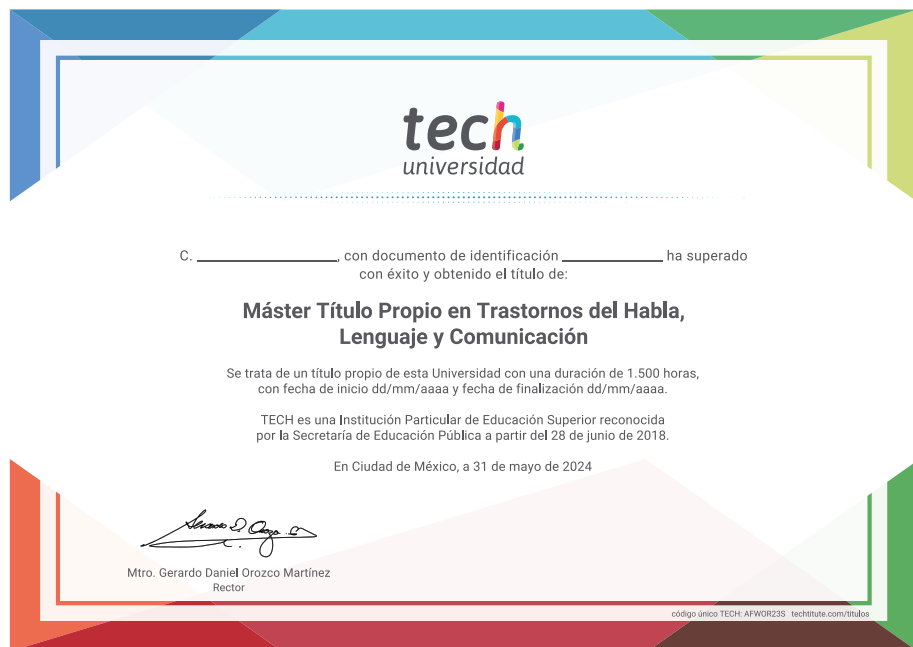 tech
universidad
C. ________________, con documento de identificación ____________ ha superado
con éxito y obtenido el título de:
Máster Título Propio en Trastornos del Habla,
Lenguaje y Comunicación
Se trata de un título propio de esta Universidad con una duración de 1.500 horas,
con fecha de inicio dd/mm/aaaa y fecha de finalización dd/mm/aaaa.
TECH es una Institución Particular de Educación Superior reconocida
por la Secretaría de Educación Pública a partir del 28 de junio de 2018.
En Ciudad de México, a 31 de mayo de 2024
Mtro. Gerardo Daniel Orozco Martínez
Rector
código único TECH: AFWOR23S techtitute.com/titulos